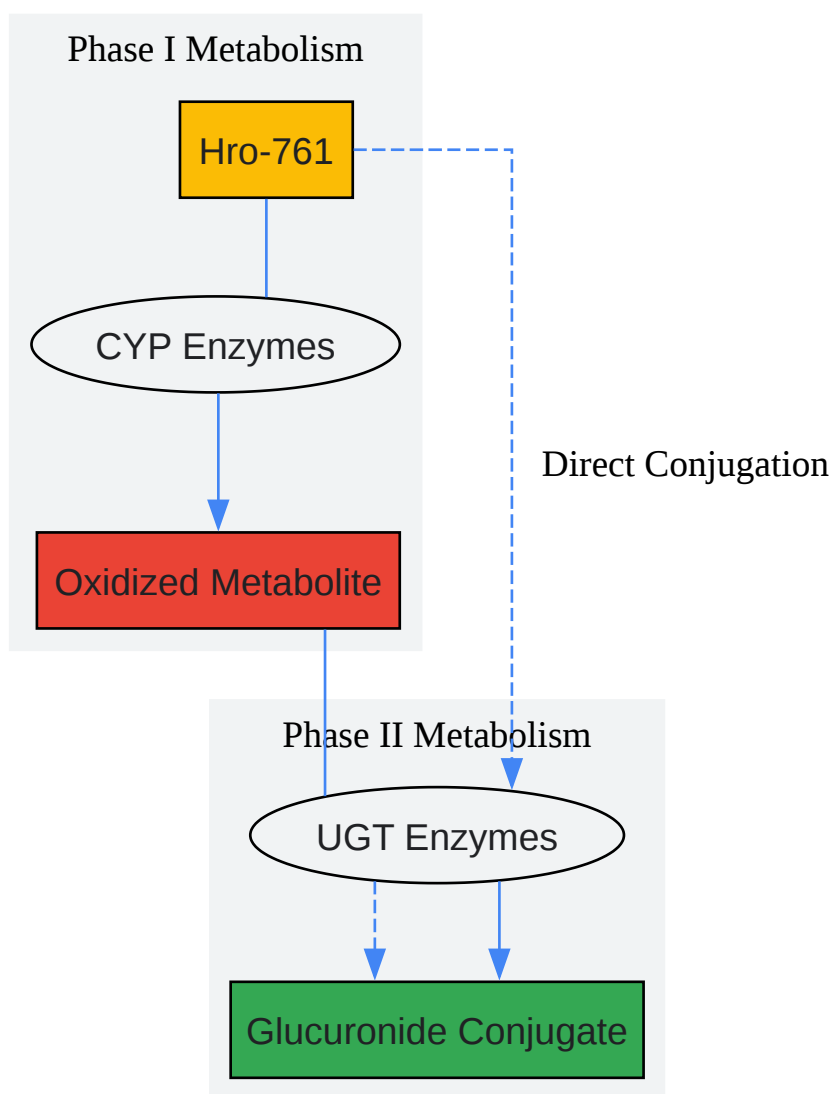 Phase I Metabolism
Hro-761
CYP Enzymes
Direct Conjugation
Oxidized Metabolite
Phase II Metabolism
UGT Enzymes
Glucuronide Conjugate